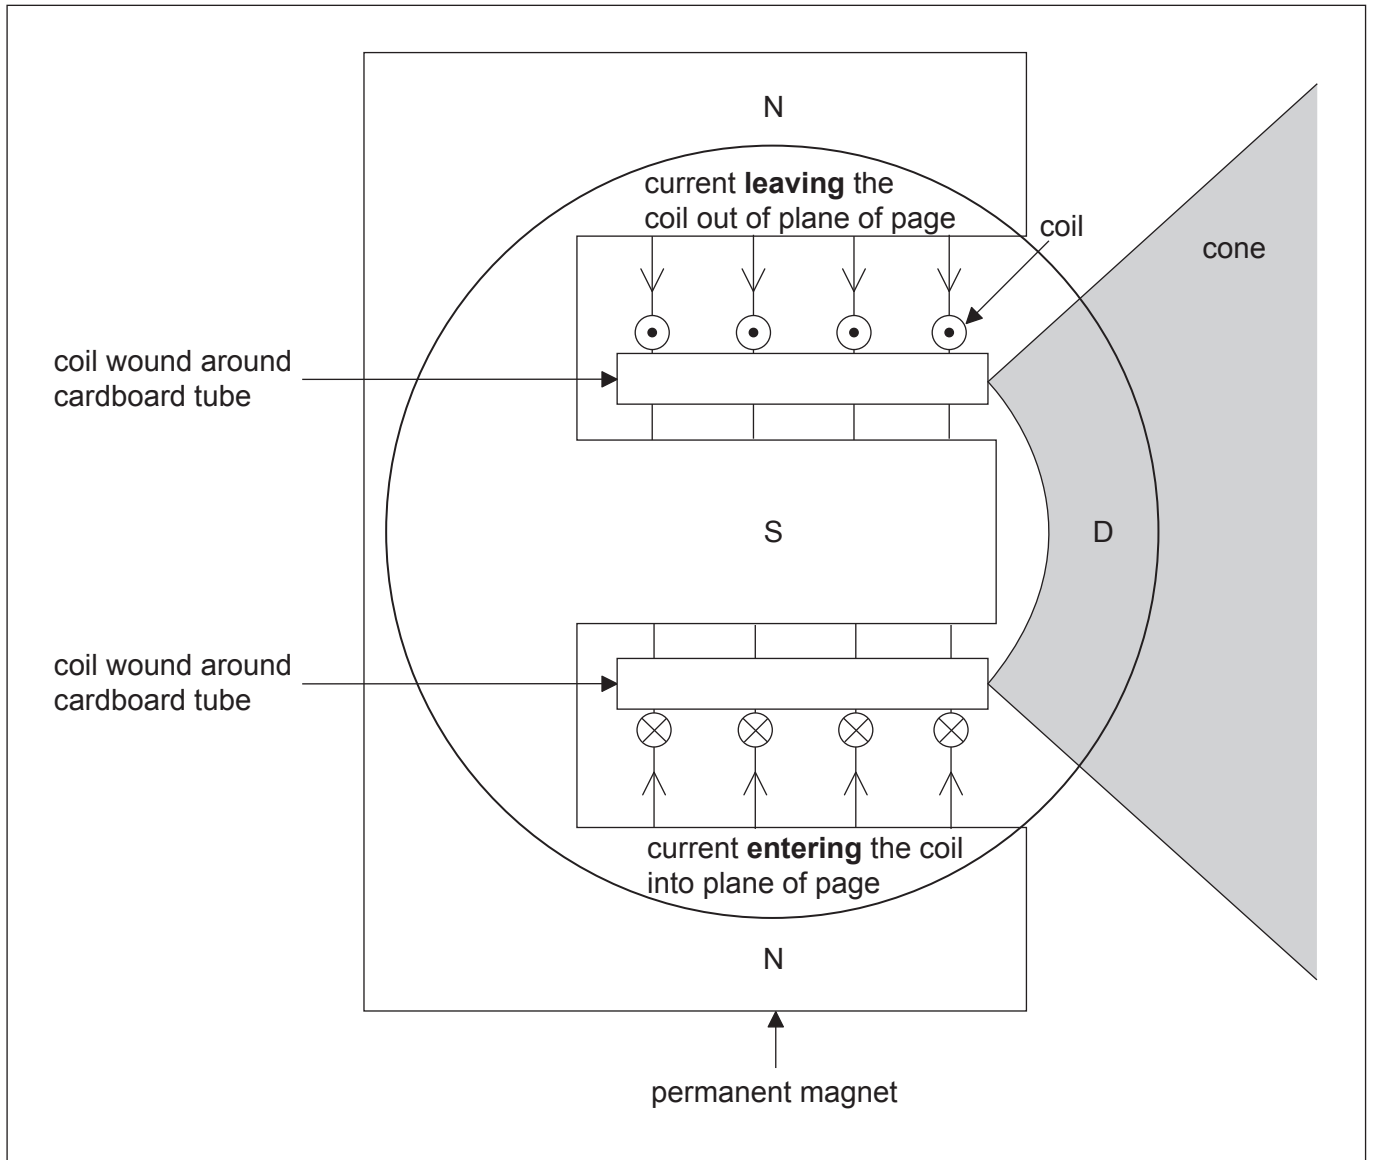 N
current leaving the
coil out of plane of page
coil
cone
coil wound around
cardboard tube
S
D
coil wound around
cardboard tube
current entering the coil
into plane of page
N
permanent magnet